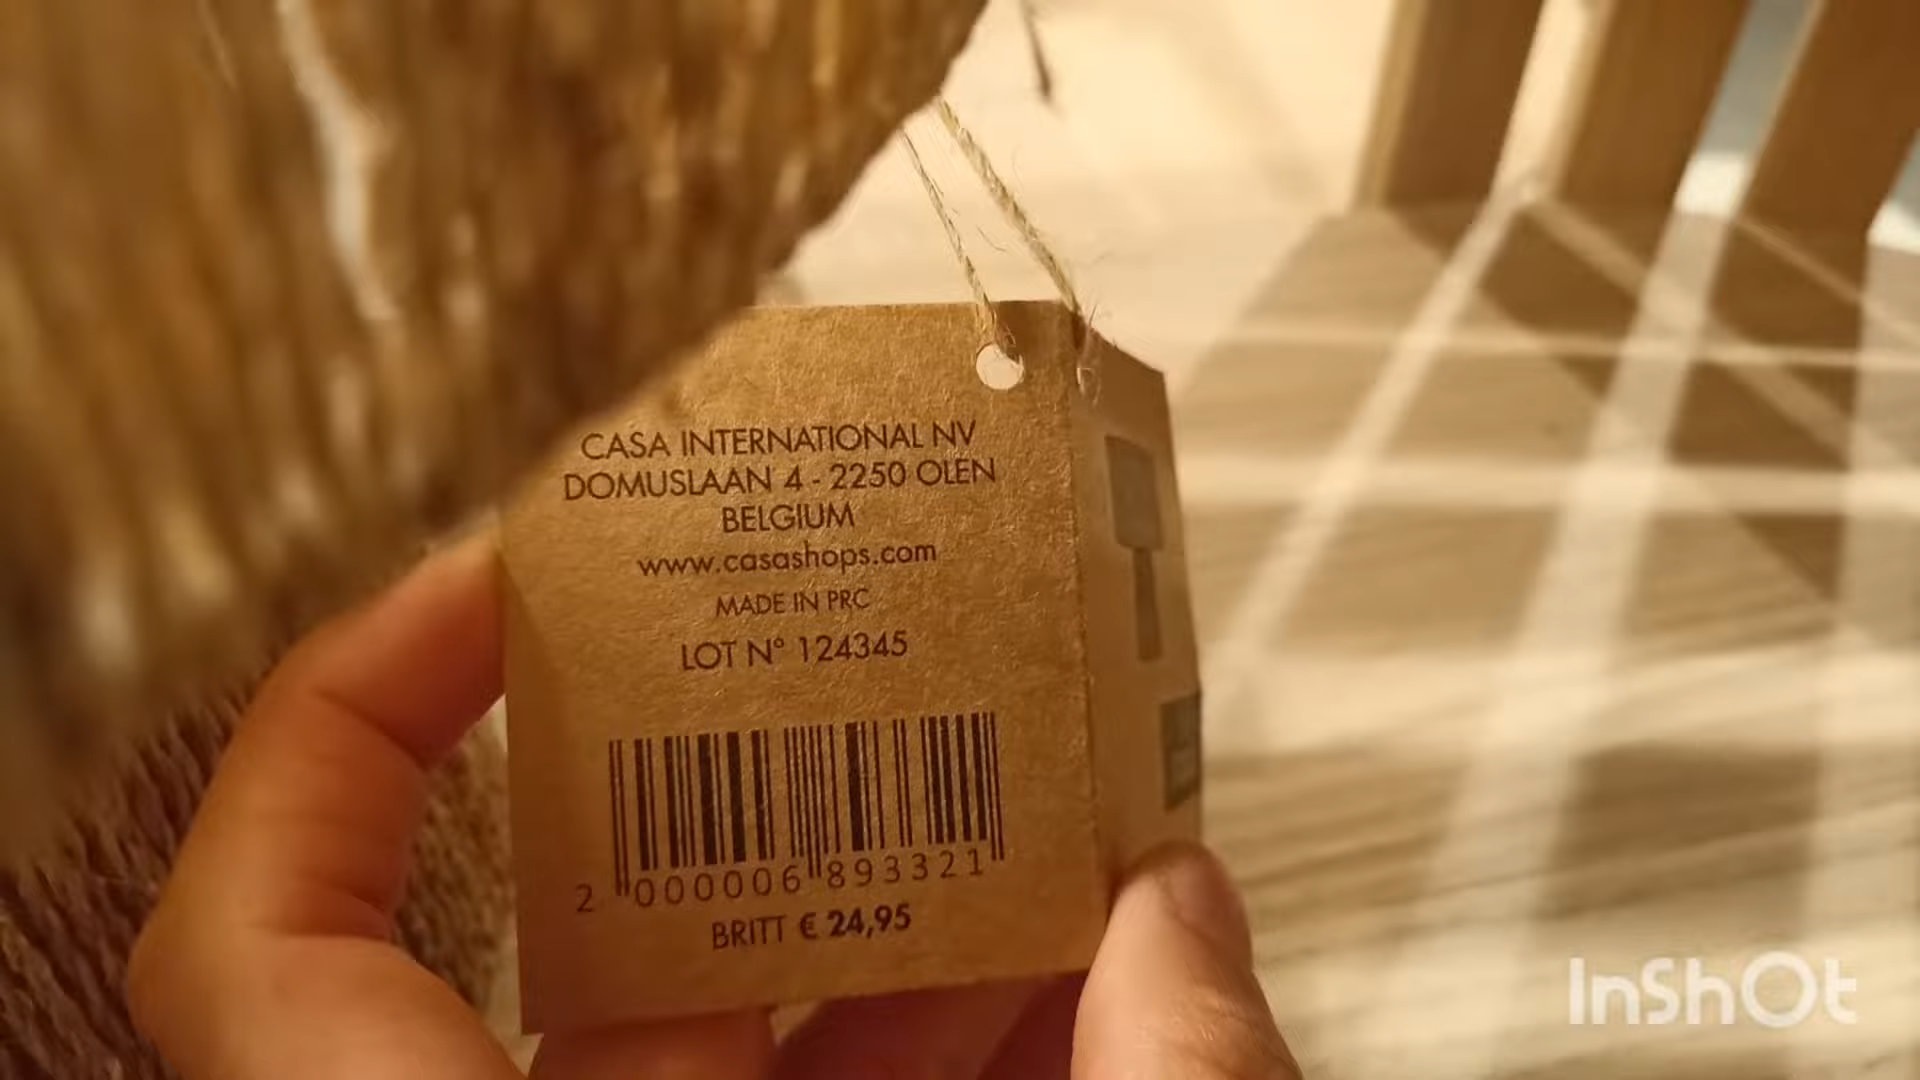 CASA INTERNATIONAL NV
DOMUSLAAN 4 - 2250 OLEN
BELGIUM
www.casashops.com
MADE IN PRC
LOT N° 124345
2 000006 893321
BRITT € 24,95
InShOt